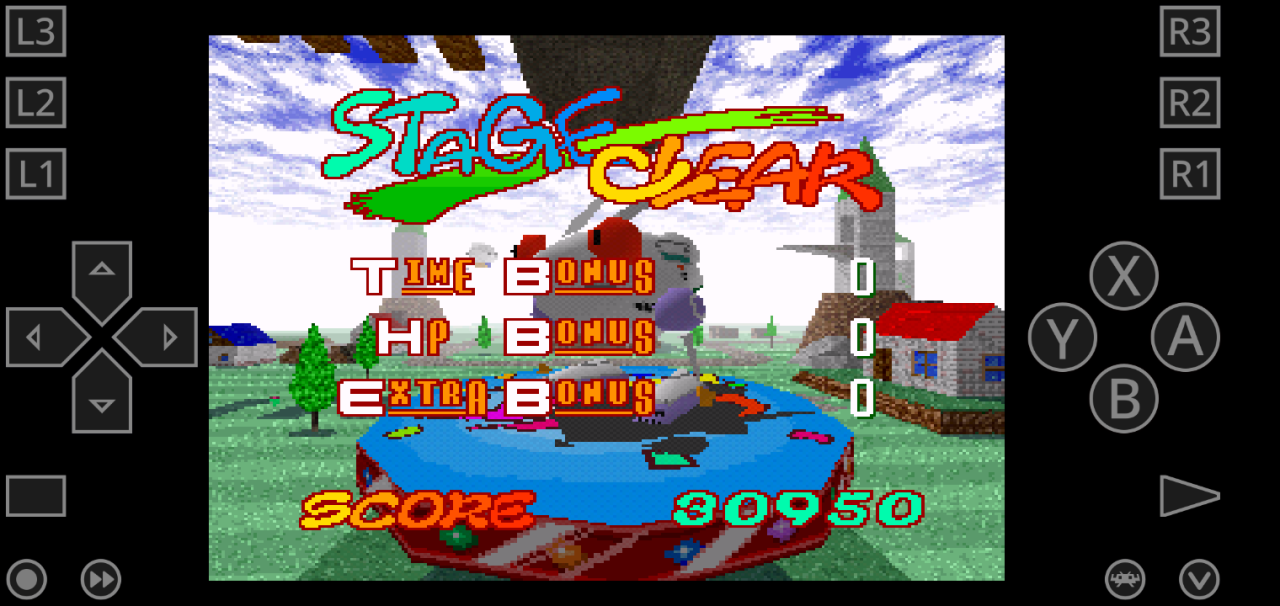 L3
R3
L2
R2
L1
R1
STAGE CLEAR
TIME BONUS 0
HP BONUS 0
EXTRA BONUS 0
X
Y
A
B
SCORE 30950